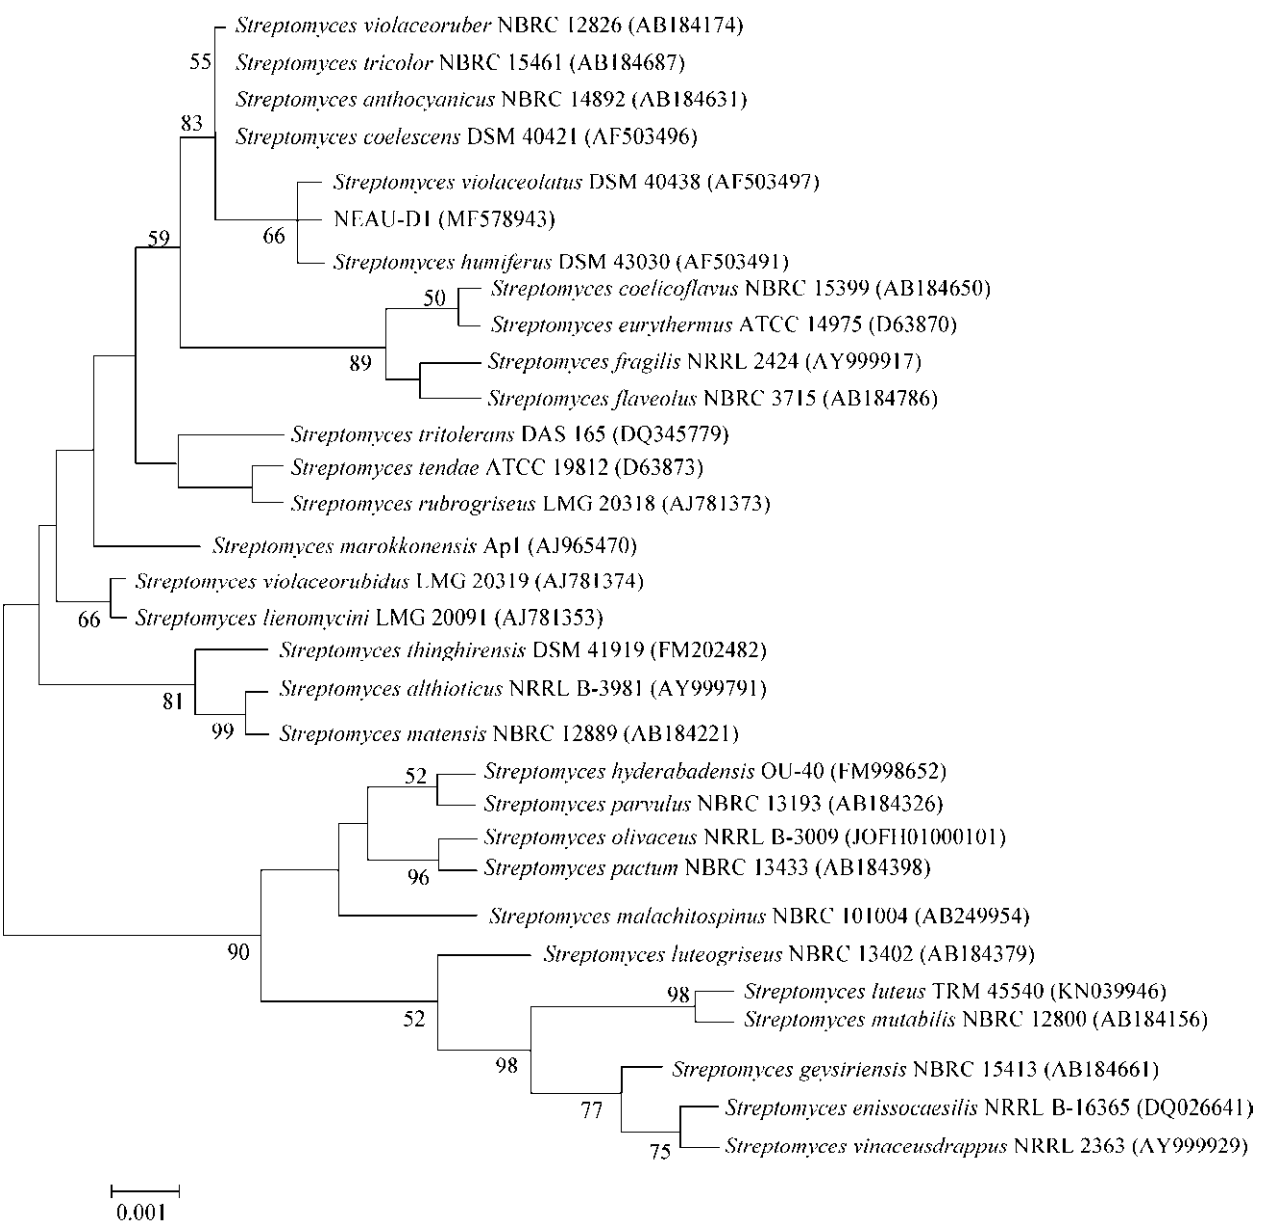 Streptomyces violaceoruber NBRC 12826 (AB184174)
55
Streptomyces tricolor NBRC 15461 (AB184687)
Streptomyces anthocyanicus NBRC 14892 (AB184631)
83
Streptomyces coelescens DSM 40421 (AF503496)
Streptomyces violaceolatus DSM 40438 (AF503497)
NEAU-D1 (MF578943)
66
59
Streptomyces humiferus DSM 43030 (AF503491)
Streptomyces coelicoflavus NBRC 15399 (AB184650)
50
Streptomyces eurythermus ATCC 14975 (D63870)
89
Streptomyces fragilis NRRL 2424 (AY999917)
Streptomyces flaveolus NBRC 3715 (AB184786)
Streptomyces tritolerans DAS 165 (DQ345779)
Streptomyces tendae ATCC 19812 (D63873)
Streptomyces rubrogriseus LMG 20318 (AJ781373)
Streptomyces marokkonensis Ap1 (AJ965470)
Streptomyces violaceorubidus LMG 20319 (AJ781374)
66
Streptomyces lienomycini LMG 20091 (AJ781353)
Streptomyces thinghirensis DSM 41919 (FM202482)
81
Streptomyces althioticus NRRL B-3981 (AY999791)
99
Streptomyces matensis NBRC 12889 (AB184221)
52
Streptomyces hyderabadensis OU-40 (FM998652)
Streptomyces parvulus NBRC 13193 (AB184326)
Streptomyces olivaceus NRRL B-3009 (JOFH01000101)
96
Streptomyces pactum NBRC 13433 (AB184398)
Streptomyces malachitospinus NBRC 101004 (AB249954)
90
Streptomyces luteogriseus NBRC 13402 (AB184379)
98
Streptomyces luteus TRM 45540 (KN039946)
52
Streptomyces mutabilis NBRC 12800 (AB184156)
98
Streptomyces geysiriensis NBRC 15413 (AB184661)
77
Streptomyces enissocaesilis NRRL B-16365 (DQ026641)
75
Streptomyces vinaceusdrappus NRRL 2363 (AY999929)
0.001